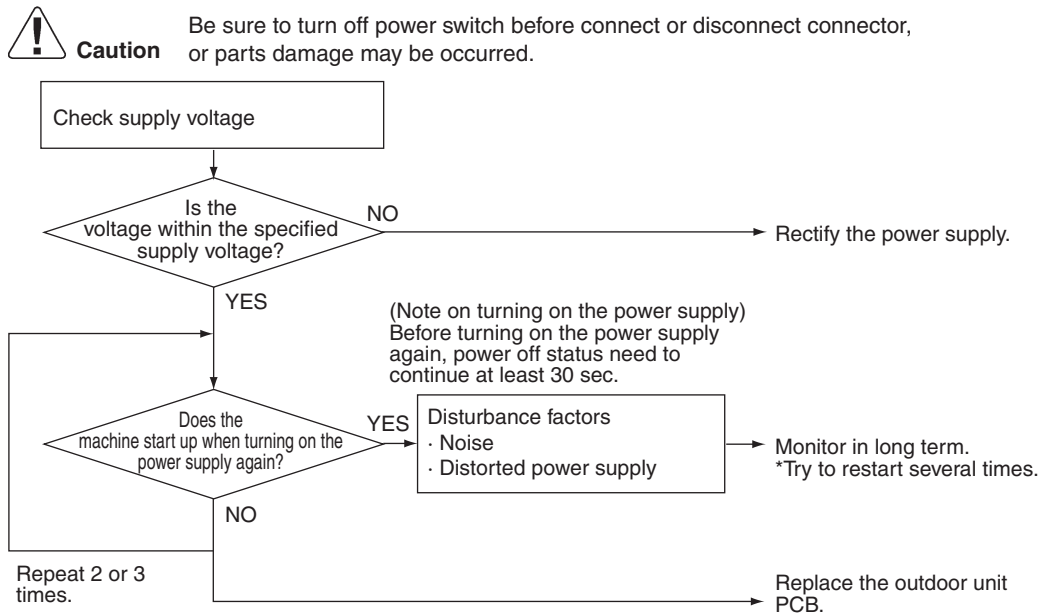 Caution
Be sure to turn off power switch before connect or disconnect connector,
or parts damage may be occurred.
Check supply voltage
Is the
voltage within the specified
supply voltage?
NO
Rectify the power supply.
YES
(Note on turning on the power supply)
Before turning on the power supply
again, power off status need to
continue at least 30 sec.
Does the
machine start up when turning on the
power supply again?
YES
Disturbance factors
· Noise
· Distorted power supply
Monitor in long term.
*Try to restart several times.
NO
Repeat 2 or 3
times.
Replace the outdoor unit
PCB.